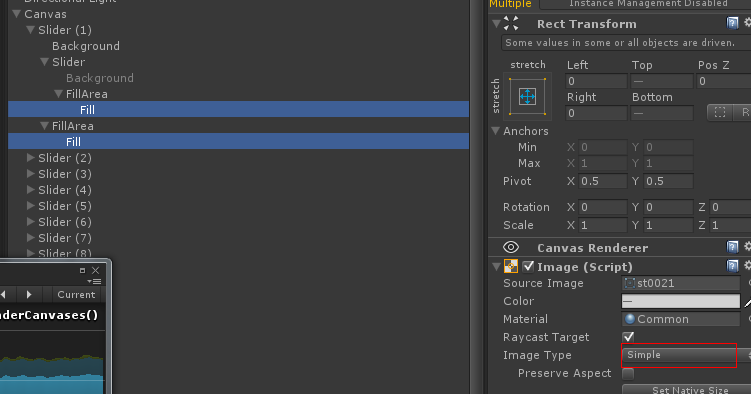 Directional Light
Canvas
Slider (1)
Background
Slider
Background
FillArea
Fill
FillArea
Fill
Slider (2)
Slider (3)
Slider (4)
Slider (5)
Slider (6)
Slider (7)
Slider (8)
Current
nderCanvases()
Multiple
Instance Management Disabled
Rect Transform
Some values in some or all objects are driven.
stretch
stretch
Left Top Pos Z
0 — 0
Right Bottom
0 — R
Anchors
Min X 0 Y 0
Max X 1 Y 1
Pivot X 0.5 Y 0.5
Rotation X 0 Y 0 Z 0
Scale X 1 Y 1 Z 1
Canvas Renderer
Image (Script)
Source Image st0021
Color —
Material Common
Raycast Target
Image Type Simple
Preserve Aspect
Set Native Size